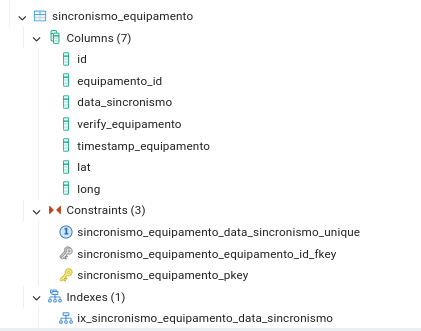 sincronismo_equipamento
Columns (7)
id
equipamento_id
data_sincronismo
verify_equipamento
timestamp_equipamento
lat
long
Constraints (3)
sincronismo_equipamento_data_sincronismo_unique
sincronismo_equipamento_equipamento_id_fkey
sincronismo_equipamento_pkey
Indexes (1)
ix_sincronismo_equipamento_data_sincronismo